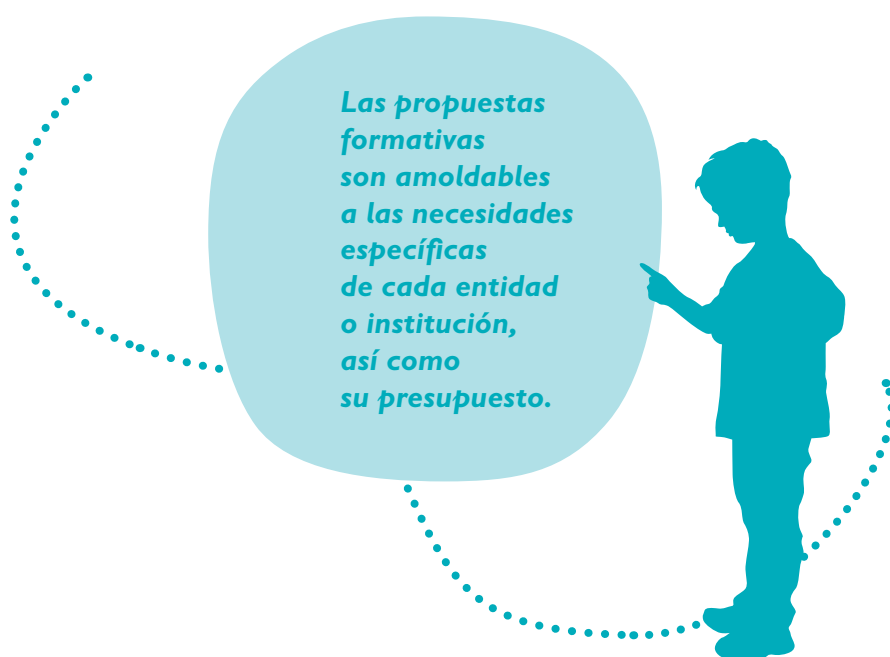 Las propuestas
formativas
son amoldables
a las necesidades
específicas
de cada entidad
o institución,
así como
su presupuesto.